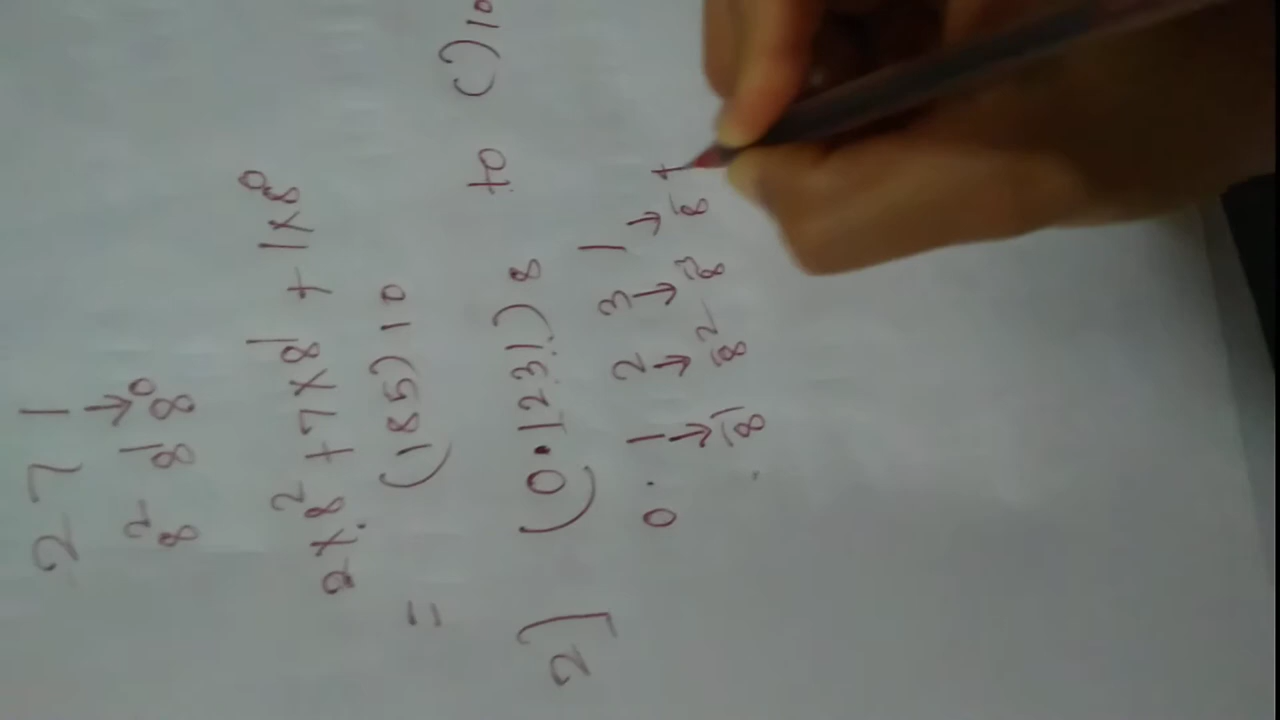 2 7 1
↓
8² 8¹ 8⁰
2×8² + 7×8¹ + 1×8⁰
= (185)10
2] (0.1231)8 to ( )10
0. 1 2 3 1
↓ ↓ ↓ ↓
8⁻¹ 8⁻² 8⁻³ 8⁻⁴